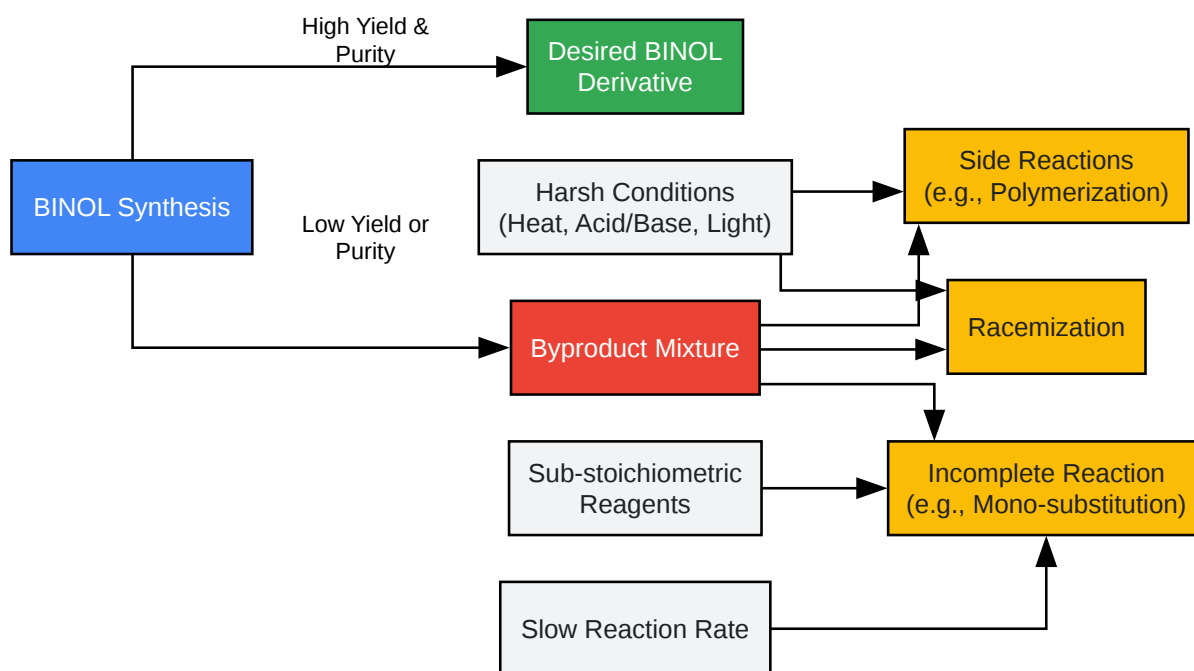 High Yield &
Purity
Desired BINOL
Derivative
BINOL Synthesis
Low Yield or
Purity
Harsh Conditions
(Heat, Acid/Base, Light)
Side Reactions
(e.g., Polymerization)
Byproduct Mixture
Racemization
Sub-stoichiometric
Reagents
Incomplete Reaction
(e.g., Mono-substitution)
Slow Reaction Rate